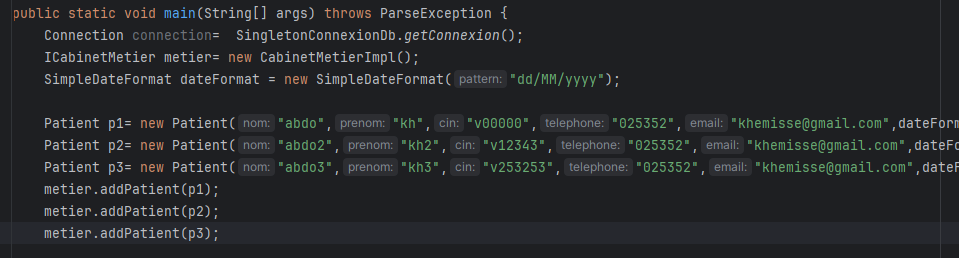 public static void main(String[] args) throws ParseException {
Connection connection=  SingletonConnexionDb.getConnexion();
ICabinetMetier metier= new CabinetMetierImpl();
SimpleDateFormat dateFormat = new SimpleDateFormat( pattern: "dd/MM/yyyy");
Patient p1= new Patient( nom: "abdo", prenom: "kh", cin: "v00000", telephone: "025352", email: "khemisse@gmail.com",dateForm
Patient p2= new Patient( nom: "abdo2", prenom: "kh2", cin: "v12343", telephone: "025352", email: "khemisse@gmail.com",dateFo
Patient p3= new Patient( nom: "abdo3", prenom: "kh3", cin: "v253253", telephone: "025352", email: "khemisse@gmail.com",dateF
metier.addPatient(p1);
metier.addPatient(p2);
metier.addPatient(p3);